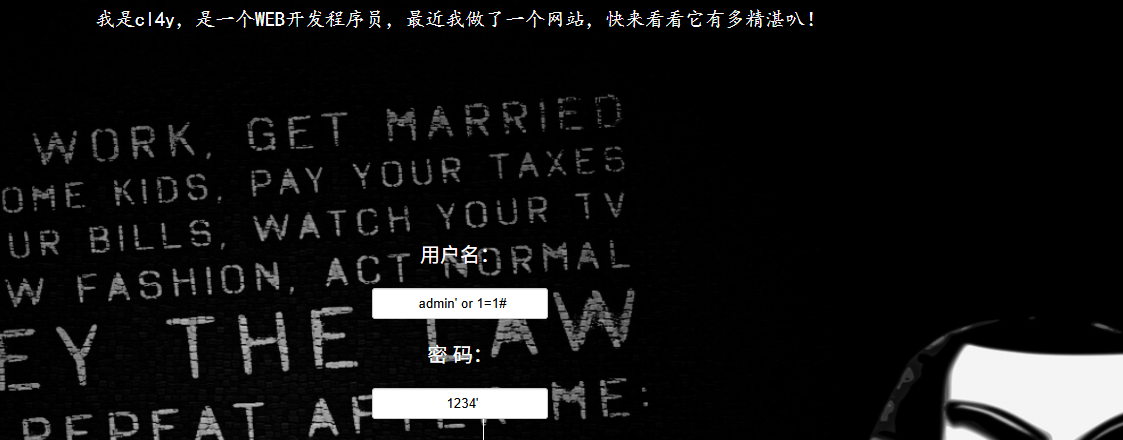 我是cl4y，是一个WEB开发程序员，最近我做了一个网站，快来看看它有多精湛叭！
WORK, GET MARRIED
OME KIDS, PAY YOUR TAXES
UR BILLS, WATCH YOUR TV
W FASHION, ACT NORMAL
EY THE LAW
REPEAT AFTER ME:
用户名：
admin' or 1=1#
密 码：
1234'